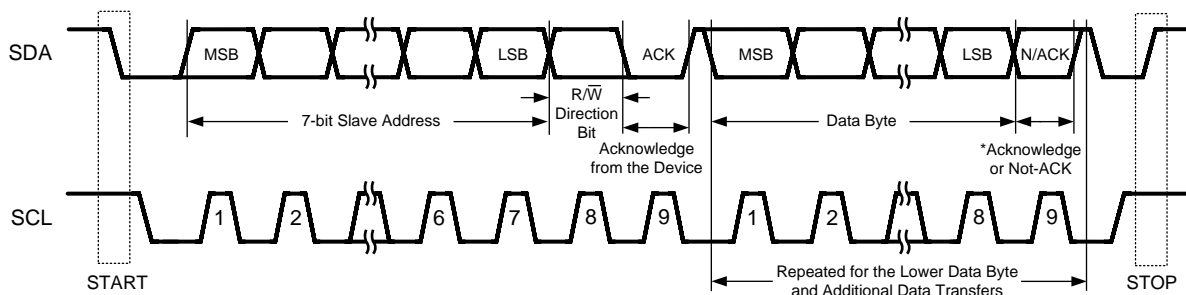 SDA
MSB
LSB
ACK
MSB
LSB
N/ACK
R/W̅
Direction
Bit
7-bit Slave Address
Data Byte
Acknowledge
from the Device
*Acknowledge
or Not-ACK
SCL
1
2
6
7
8
9
1
2
8
9
START
Repeated for the Lower Data Byte
and Additional Data Transfers
STOP